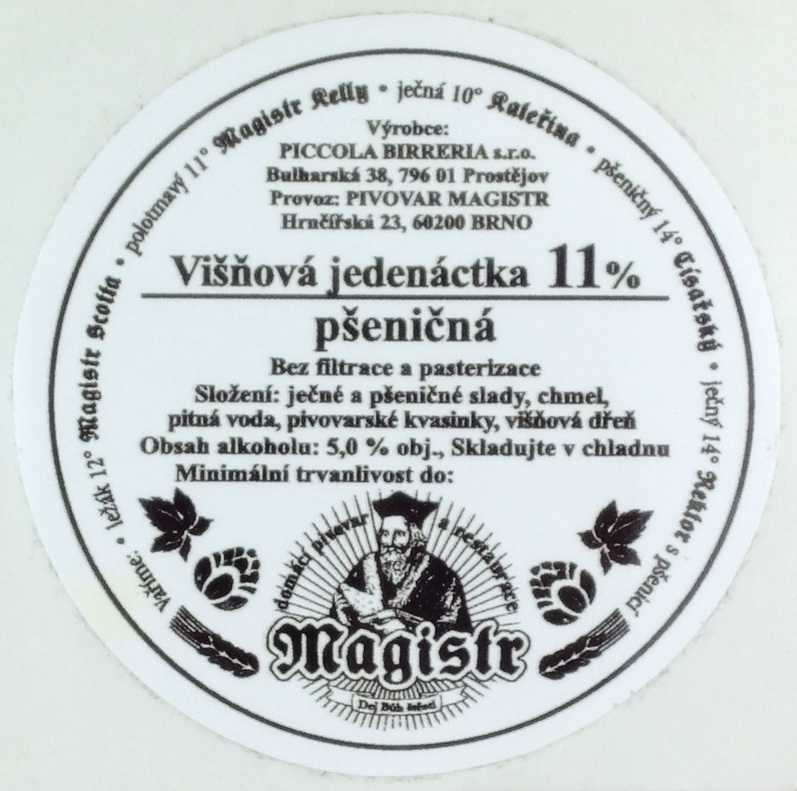 Vaříme: • ležák 12° Magistr Scotta • polotmavý 11° Magistr Kelly • ječná 10° Kateřina • pšeničný 14° Císařský • ječný 14° Rektor s pšenicí
Výrobce:
PICCOLA BIRRERIA s.r.o.
Bulharská 38, 796 01 Prostějov
Provoz: PIVOVAR MAGISTR
Hrnčířská 23, 60200 BRNO
Višňová jedenáctka 11%
pšeničná
Bez filtrace a pasterizace
Složení: ječné a pšeničné slady, chmel,
pitná voda, pivovarské kvasinky, višňová dřeň
Obsah alkoholu: 5,0 % obj., Skladujte v chladnu
Minimální trvanlivost do:
domácí pivovar a restaurace
Magistr
Dej Bůh štěstí